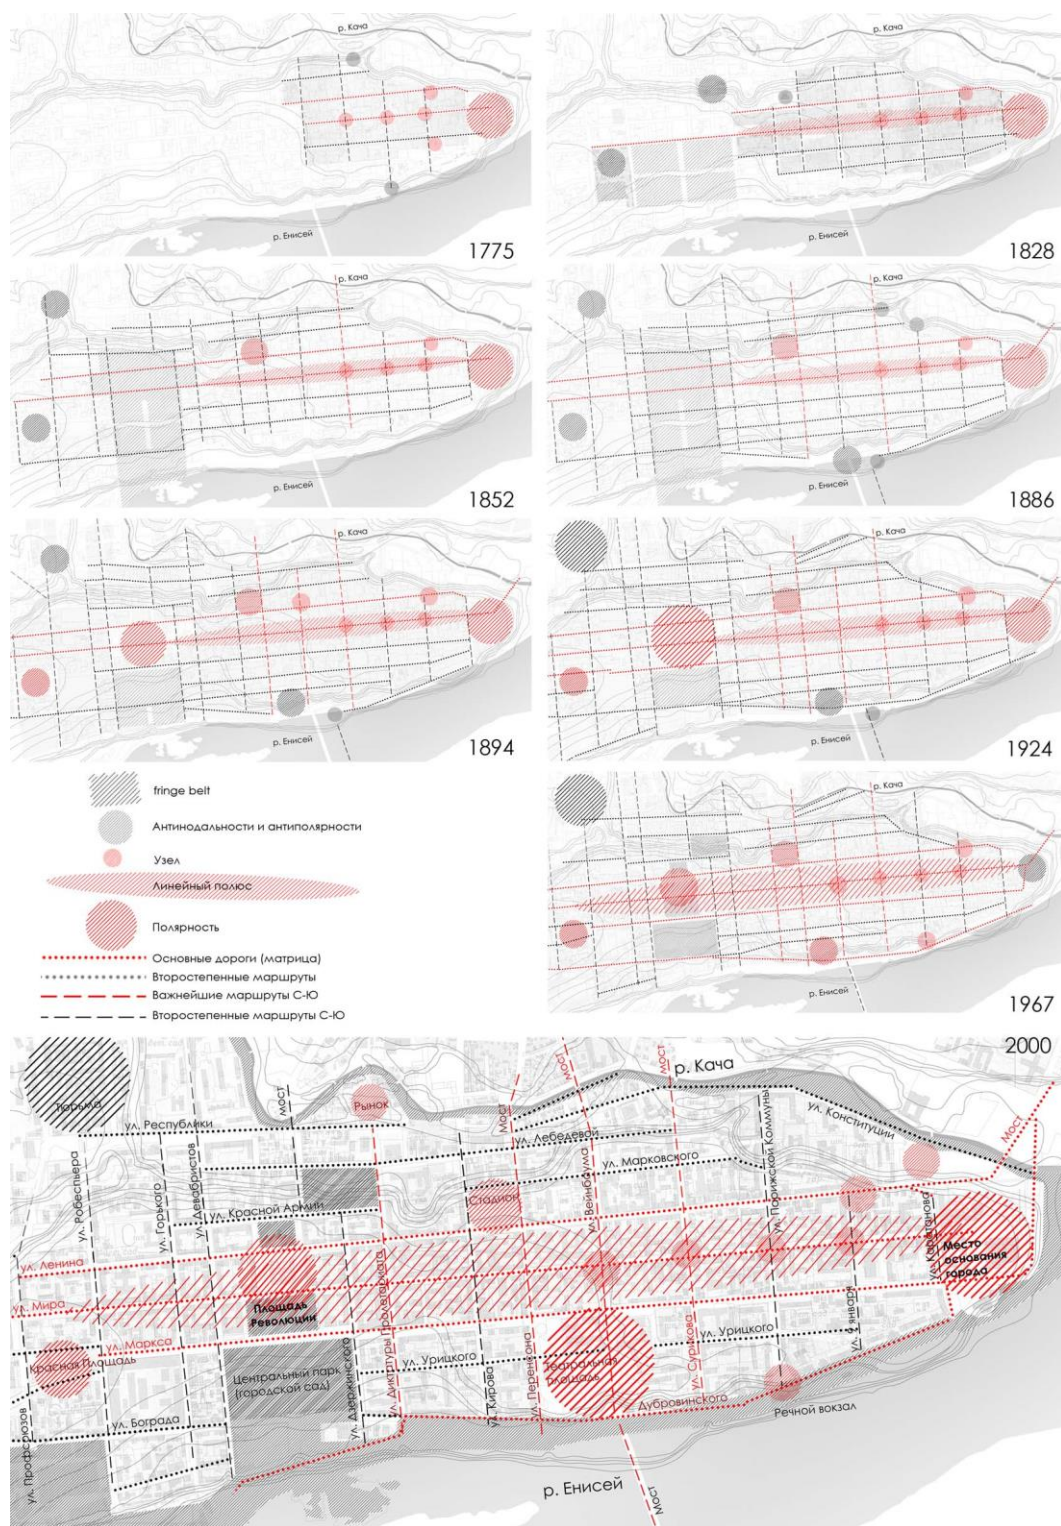 р. Кача
р. Енисей
1775
р. Кача
р. Енисей
1828
р. Кача
р. Енисей
1852
р. Кача
р. Енисей
1886
р. Кача
р. Енисей
1894
р. Кача
р. Енисей
1924
fringe belt
Антинодальности и антиполярности
Узел
Линейный полюс
Полярность
Основные дороги (матрица)
Второстепенные маршруты
Важнейшие маршруты С-Ю
Второстепенные маршруты С-Ю
р. Кача
р. Енисей
1967
2000
р. Кача
Тюрьма
Рынок
мост
Мост
мост
мост
Мост
ул. Республики
ул. Лебедевой
ул. Конституции
ул. Марковского
ул. Робеспьера
ул. Горького
ул. Декабристов
ул. Красной Армии
Стадион
ул. Вейнбаума
ул. Парижской Коммуны
ул. Каратанова
Место
основания
города
ул. Ленина
ул. Мира
Площадь
Революции
ул. Маркса
Красная Площадь
Центральный парк
(городской сад)
ул. Дзержинского
ул. Диктатуры Пролетариата
ул. Урицкого
ул. Кирова
ул. Перенсона
Театральная
площадь
ул. Сурикова
ул. Урицкого
ул. 9 января
Дубровинского
Речной вокзал
ул. Бограда
ул. Профсоюзов
р. Енисей
Мост